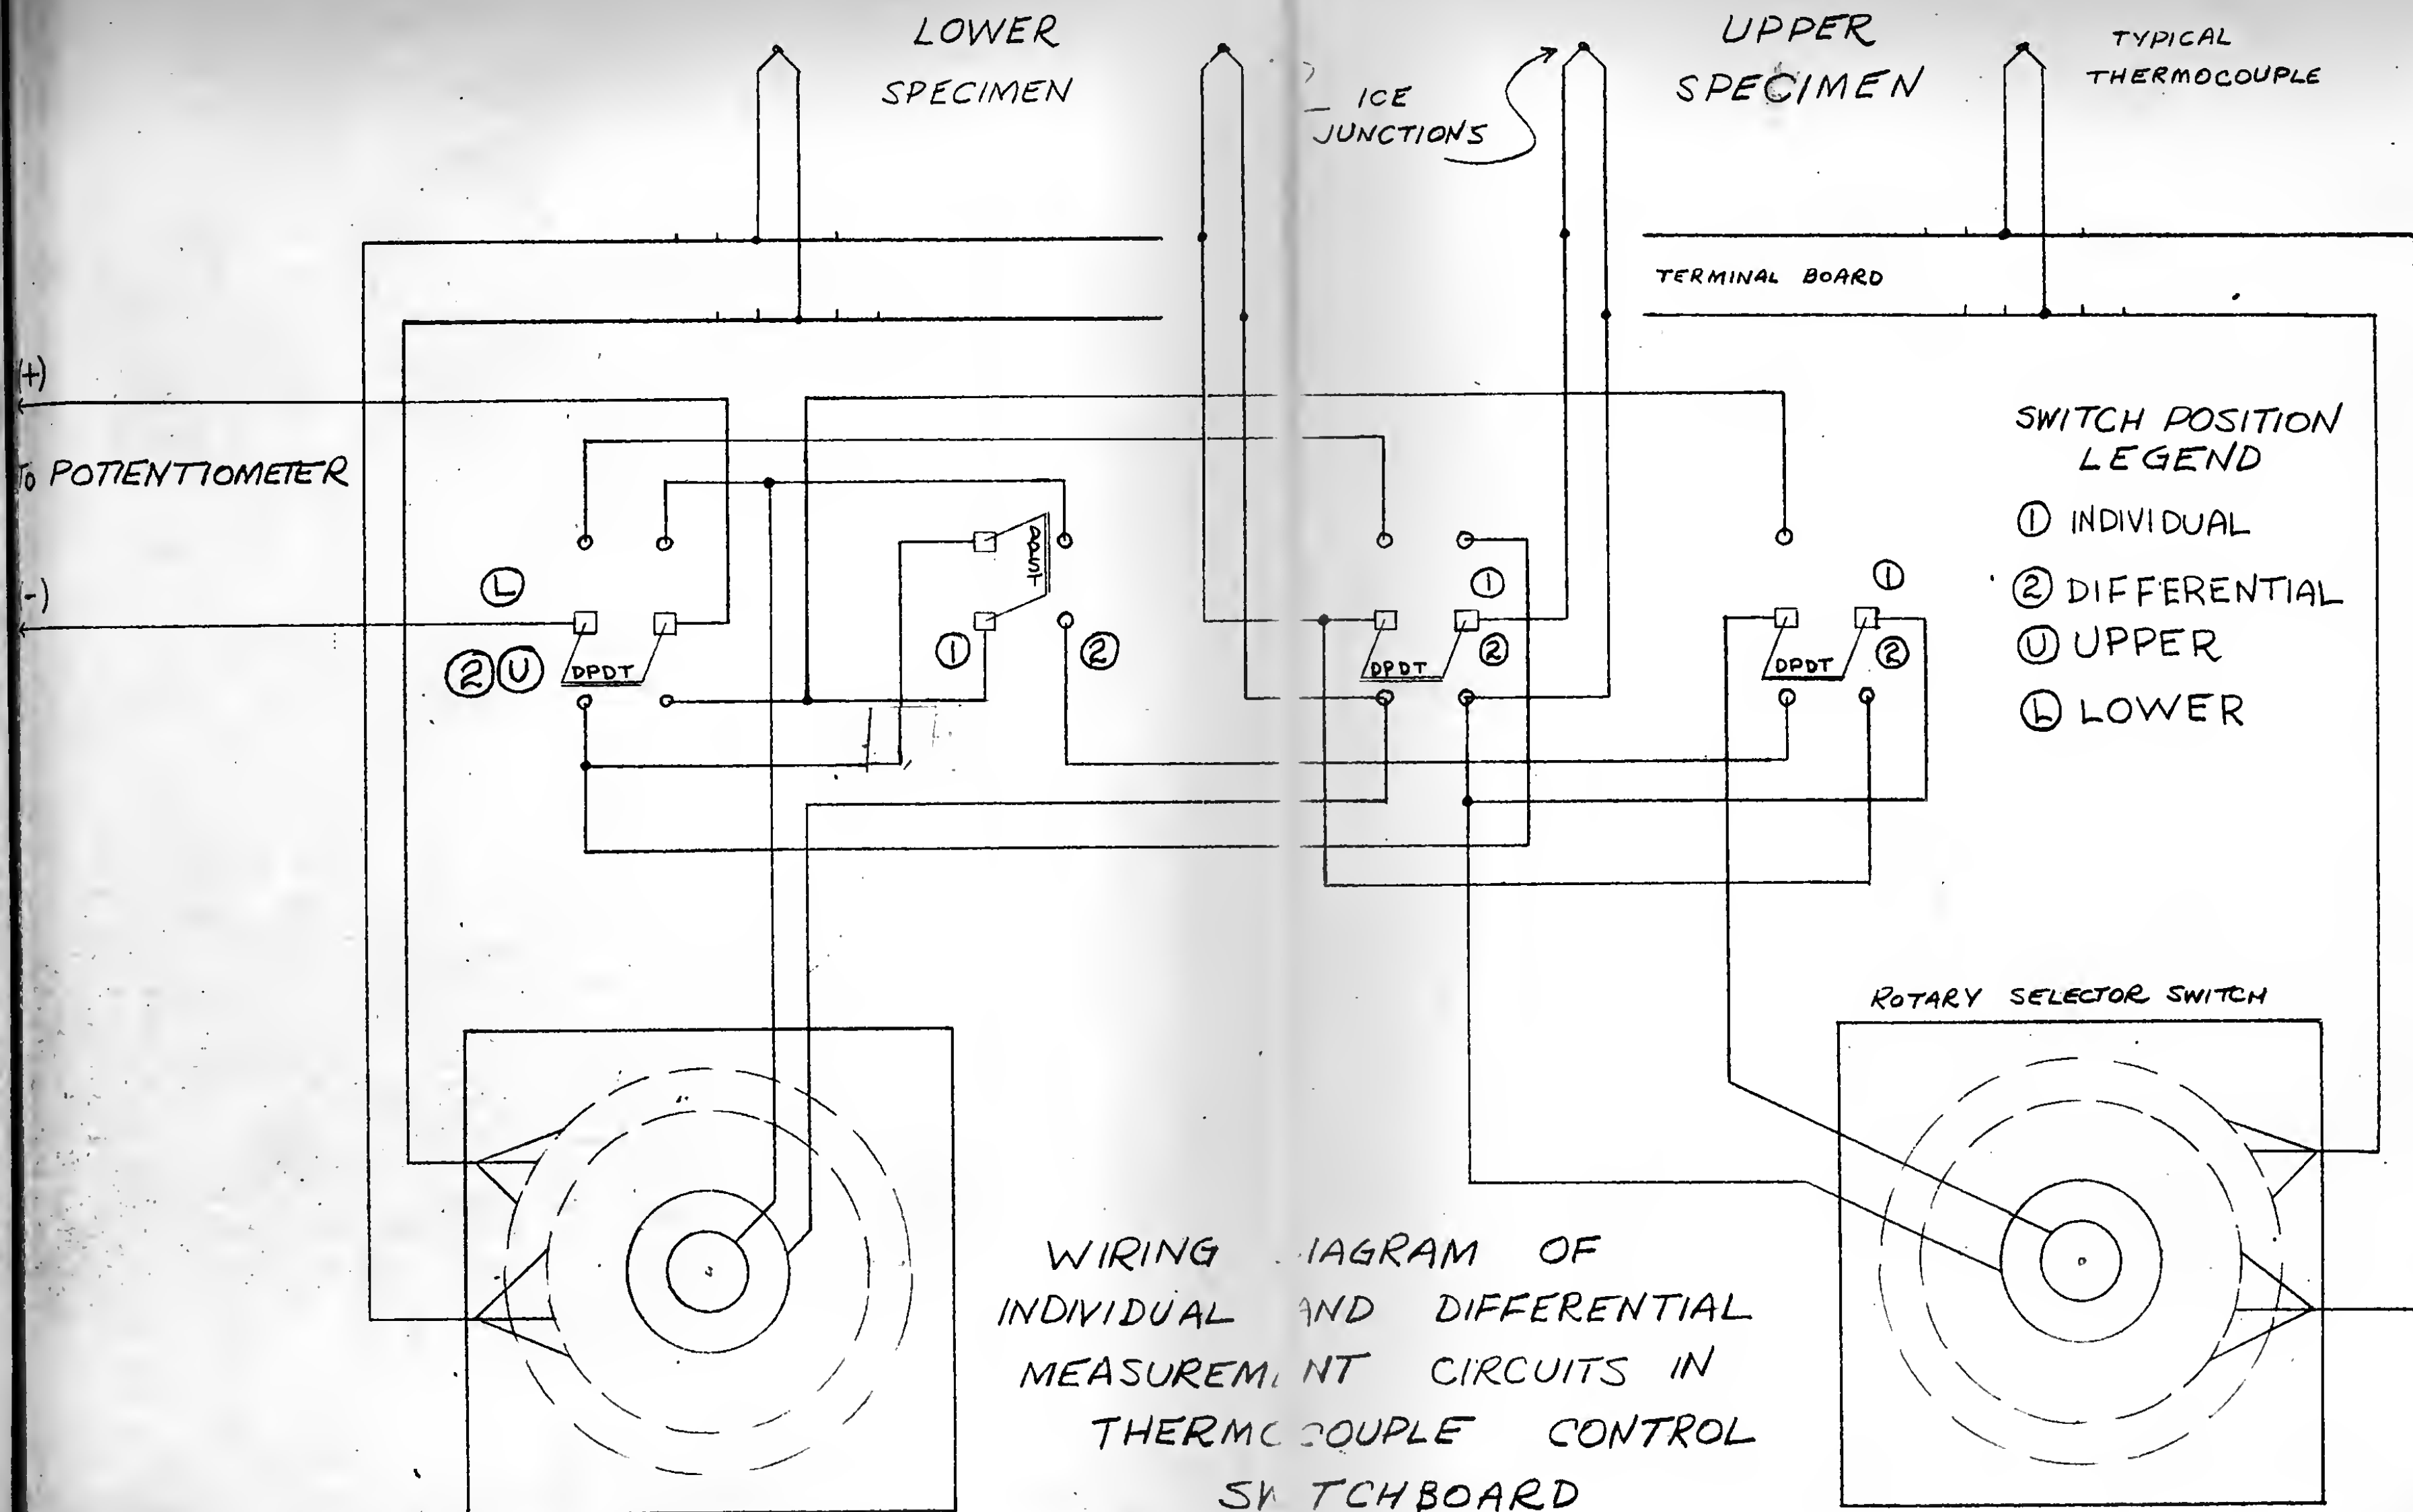 LOWER
SPECIMEN
ICE
JUNCTIONS
UPPER
SPECIMEN
TYPICAL
THERMOCOUPLE
TERMINAL BOARD
(+)
TO POTIENTIOMETER
(-)
SWITCH POSITION
LEGEND
① INDIVIDUAL
② DIFFERENTIAL
Ⓤ UPPER
Ⓛ LOWER
Ⓛ
② Ⓤ
DPDT
DPST
①
②
①
②
DPDT
①
②
DPDT
ROTARY SELECTOR SWITCH
WIRING IAGRAM OF
INDIVIDUAL AND DIFFERENTIAL
MEASUREM NT CIRCUITS IN
THERMOCOUPLE CONTROL
SW TCHBOARD